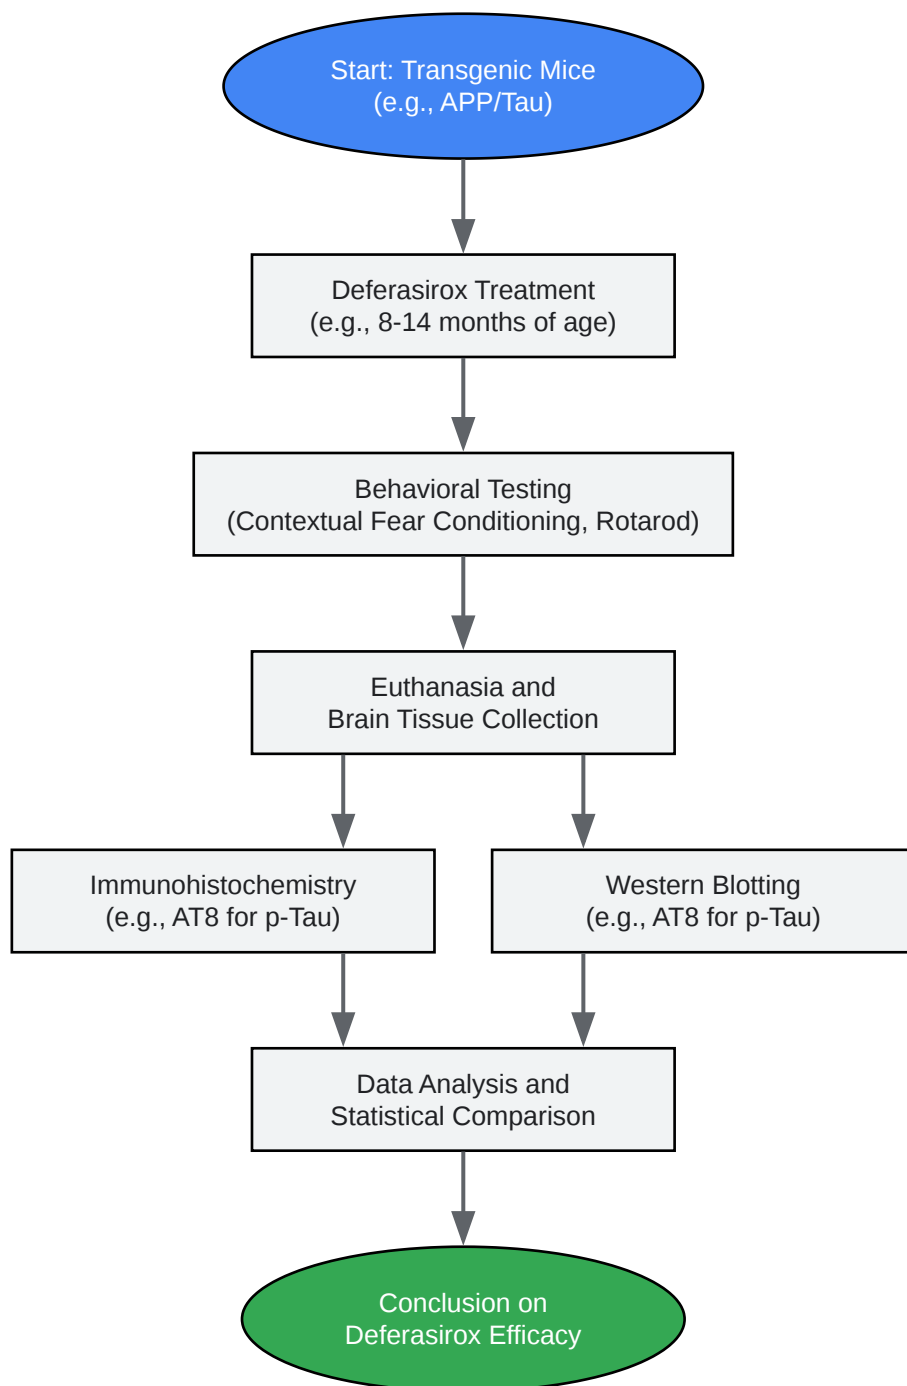 Start: Transgenic Mice
(e.g., APP/Tau)
Deferasirox Treatment
(e.g., 8-14 months of age)
Behavioral Testing
(Contextual Fear Conditioning, Rotarod)
Euthanasia and
Brain Tissue Collection
Immunohistochemistry
(e.g., AT8 for p-Tau)
Western Blotting
(e.g., AT8 for p-Tau)
Data Analysis and
Statistical Comparison
Conclusion on
Deferasirox Efficacy